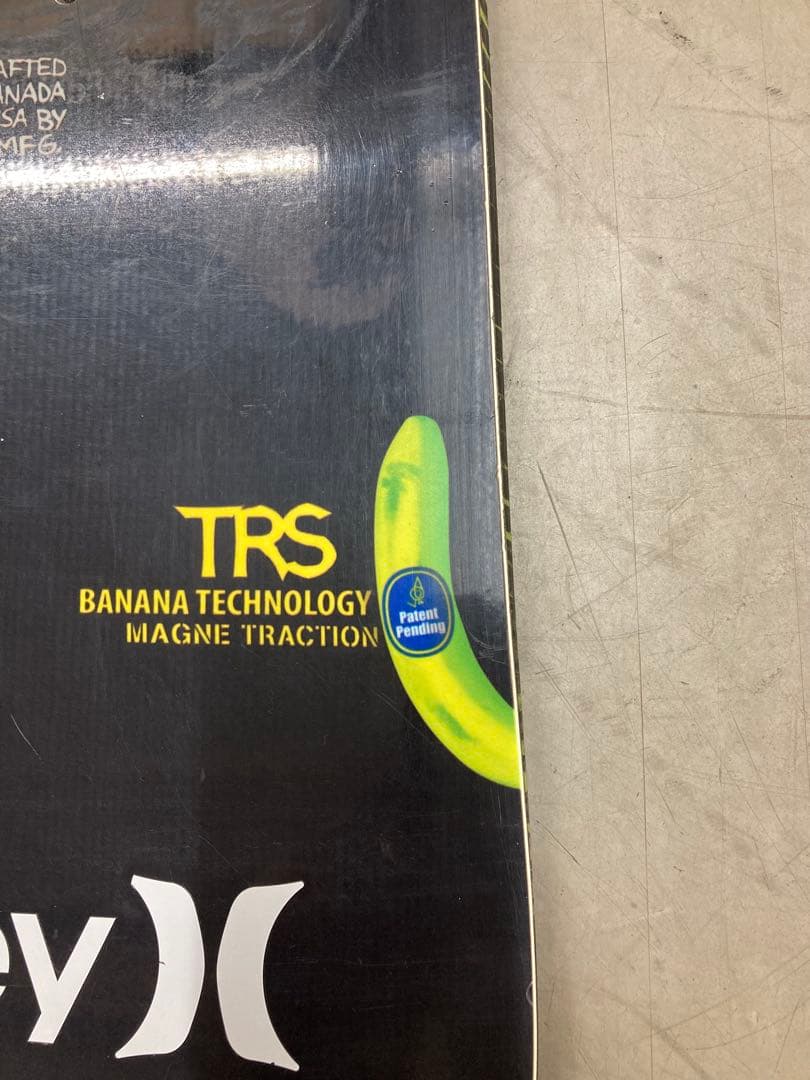 AFTED
ANADA
SA BY
MFG.
TRS
BANANA TECHNOLOGY
MAGNE TRACTION
Patent
Pending
ey